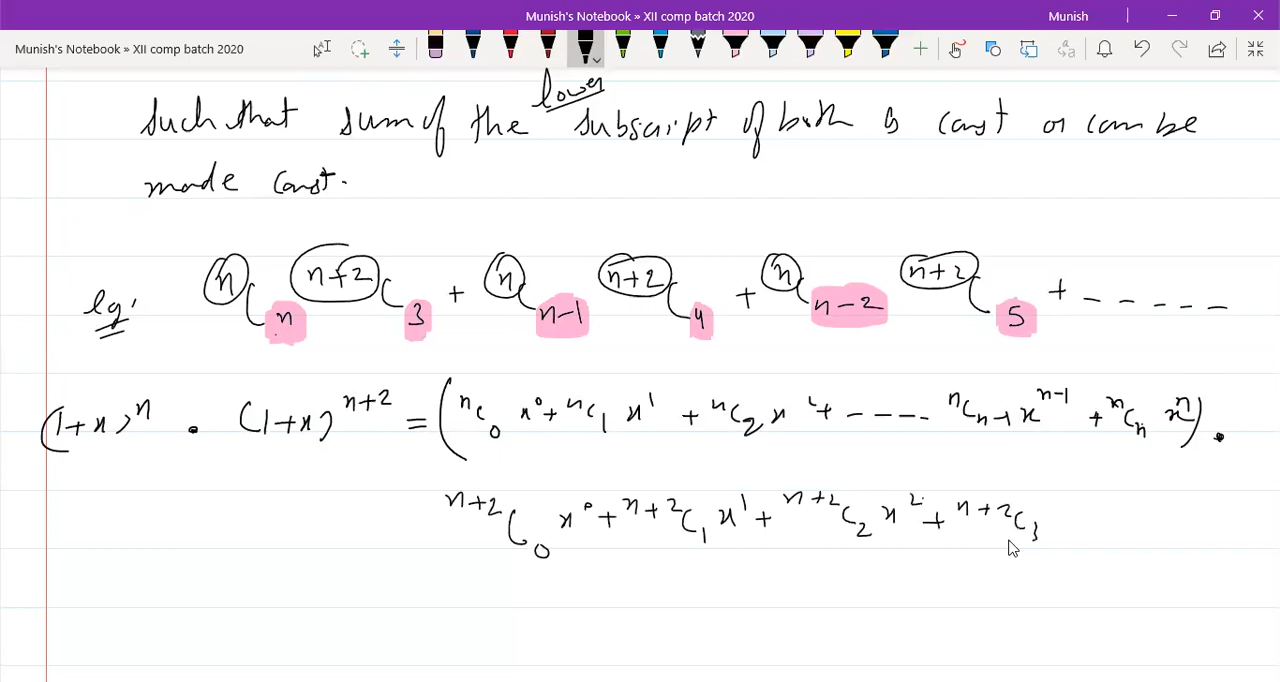 Munish's Notebook » XII comp batch 2020
Munish
Munish's Notebook » XII comp batch 2020
lower
Such that sum of the subscript of both is const or can be
made const.
eg: ⁿCₙ ⁿ⁺²C₃ + ⁿCₙ₋₁ ⁿ⁺²C₄ + ⁿCₙ₋₂ ⁿ⁺²C₅ + - - - - -
(1+x)ⁿ . (1+x)ⁿ⁺² = (ⁿC₀ x⁰ + ⁿC₁ x¹ + ⁿC₂ x² + - - - - ⁿCₙ₋₁ xⁿ⁻¹ + ⁿCₙ xⁿ) .
ⁿ⁺²C₀ x⁰ + ⁿ⁺²C₁ x¹ + ⁿ⁺²C₂ x² + ⁿ⁺²C₃